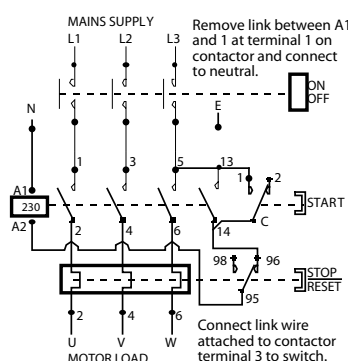 MAINS SUPPLY
Remove link between A1
and 1 at terminal 1 on
contactor and connect
to neutral.
L1 L2 L3
ON
OFF
N E
1 3 5 13 1 2
A1
230
A2
START
2 4 6 14 C
98 96
STOP
RESET
95
2 4 6
U V W
MOTOR LOAD
Connect link wire
attached to contactor
terminal 3 to switch.